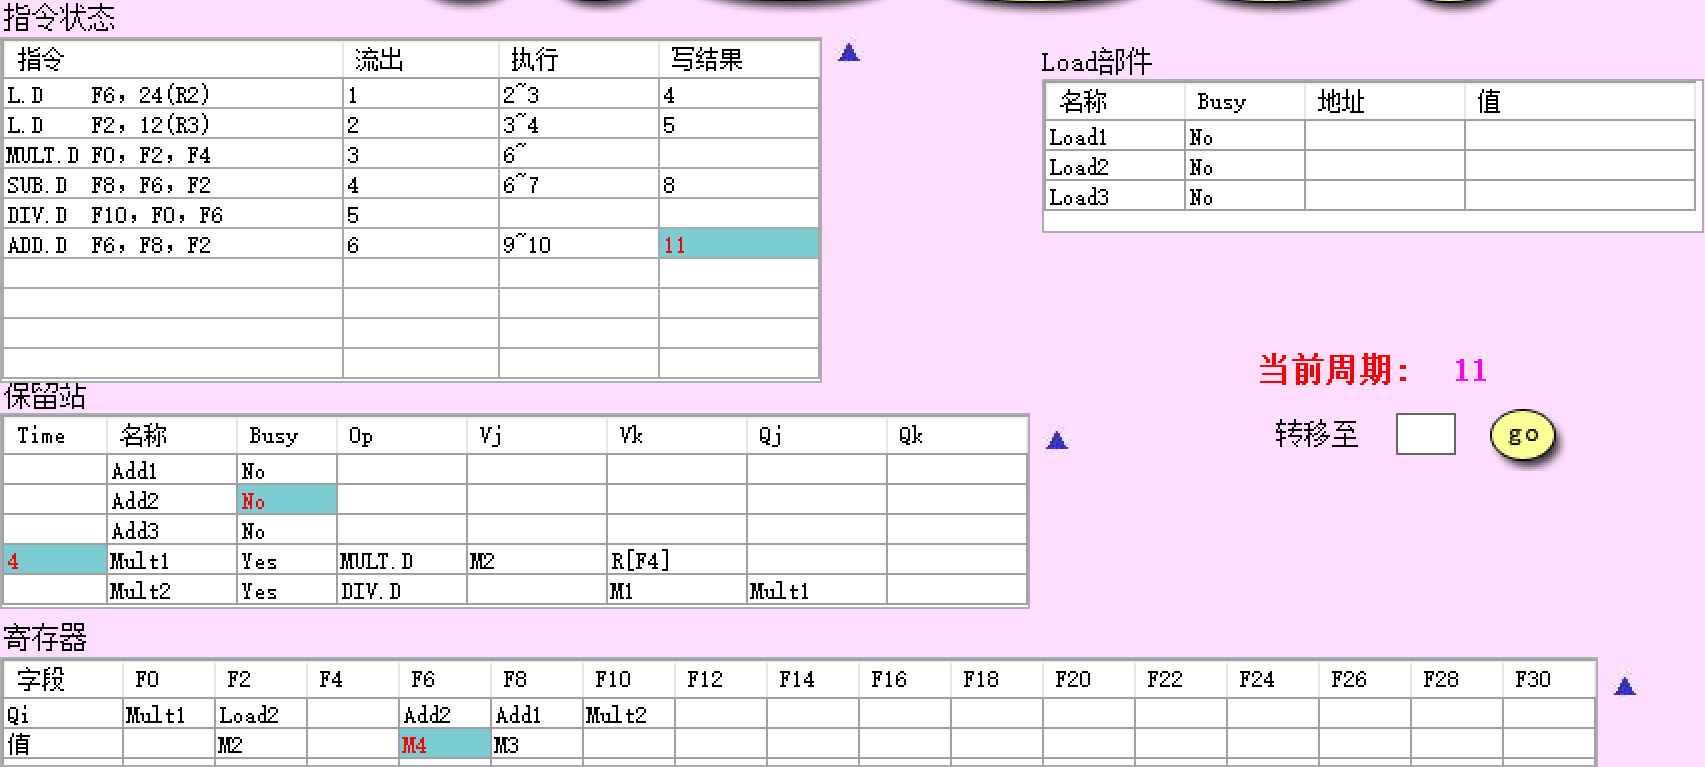 指令状态
指令 流出 执行 写结果
L.D F6, 24(R2) 1 2~3 4
L.D F2, 12(R3) 2 3~4 5
MULT.D F0, F2, F4 3 6~
SUB.D F8, F6, F2 4 6~7 8
DIV.D F10, F0, F6 5
ADD.D F6, F8, F2 6 9~10 11
Load部件
名称 Busy 地址 值
Load1 No
Load2 No
Load3 No
当前周期: 11
转移至 go
保留站
Time 名称 Busy Op Vj Vk Qj Qk
Add1 No
Add2 No
Add3 No
4 Mult1 Yes MULT.D M2 R[F4]
Mult2 Yes DIV.D M1 Mult1
寄存器
字段 F0 F2 F4 F6 F8 F10 F12 F14 F16 F18 F20 F22 F24 F26 F28 F30
Qi Mult1 Load2 Add2 Add1 Mult2
值 M2 M4 M3